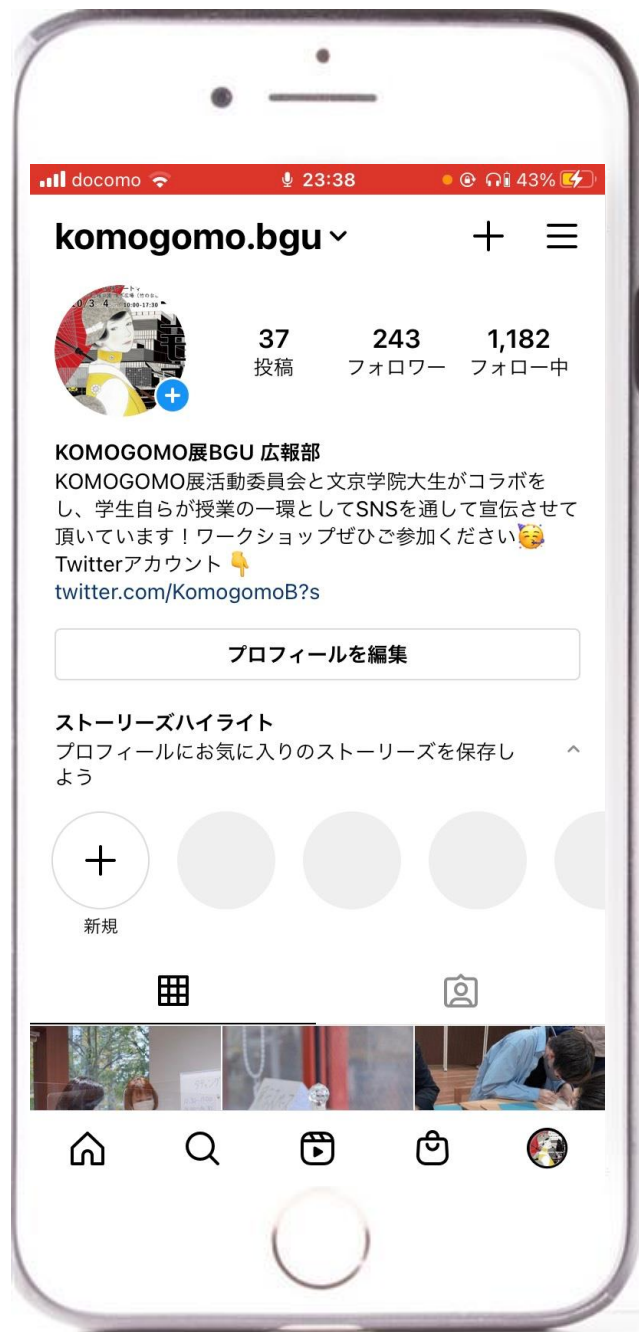 docomo 23:38 43%
komogomo.bgu
10:00-17:30
37 243 1,182
投稿 フォロワー フォロー中
KOMOGOMO展BGU 広報部
KOMOGOMO展活動委員会と文京学院大生がコラボを
し、学生自らが授業の一環としてSNSを通して宣伝させて
頂いています！ワークショップぜひご参加ください🥳
Twitterアカウント👇
twitter.com/KomogomoB?s
プロフィールを編集
ストーリーズハイライト
プロフィールにお気に入りのストーリーズを保存し
よう
新規